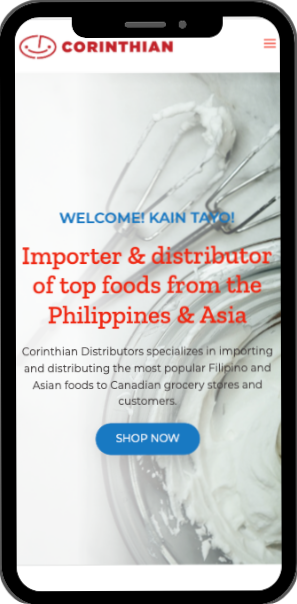 CORINTHIAN
WELCOME! KAIN TAYO!
Importer & distributor
of top foods from the
Philippines & Asia
Corinthian Distributors specializes in importing
and distributing the most popular Filipino and
Asian foods to Canadian grocery stores and
customers.
SHOP NOW